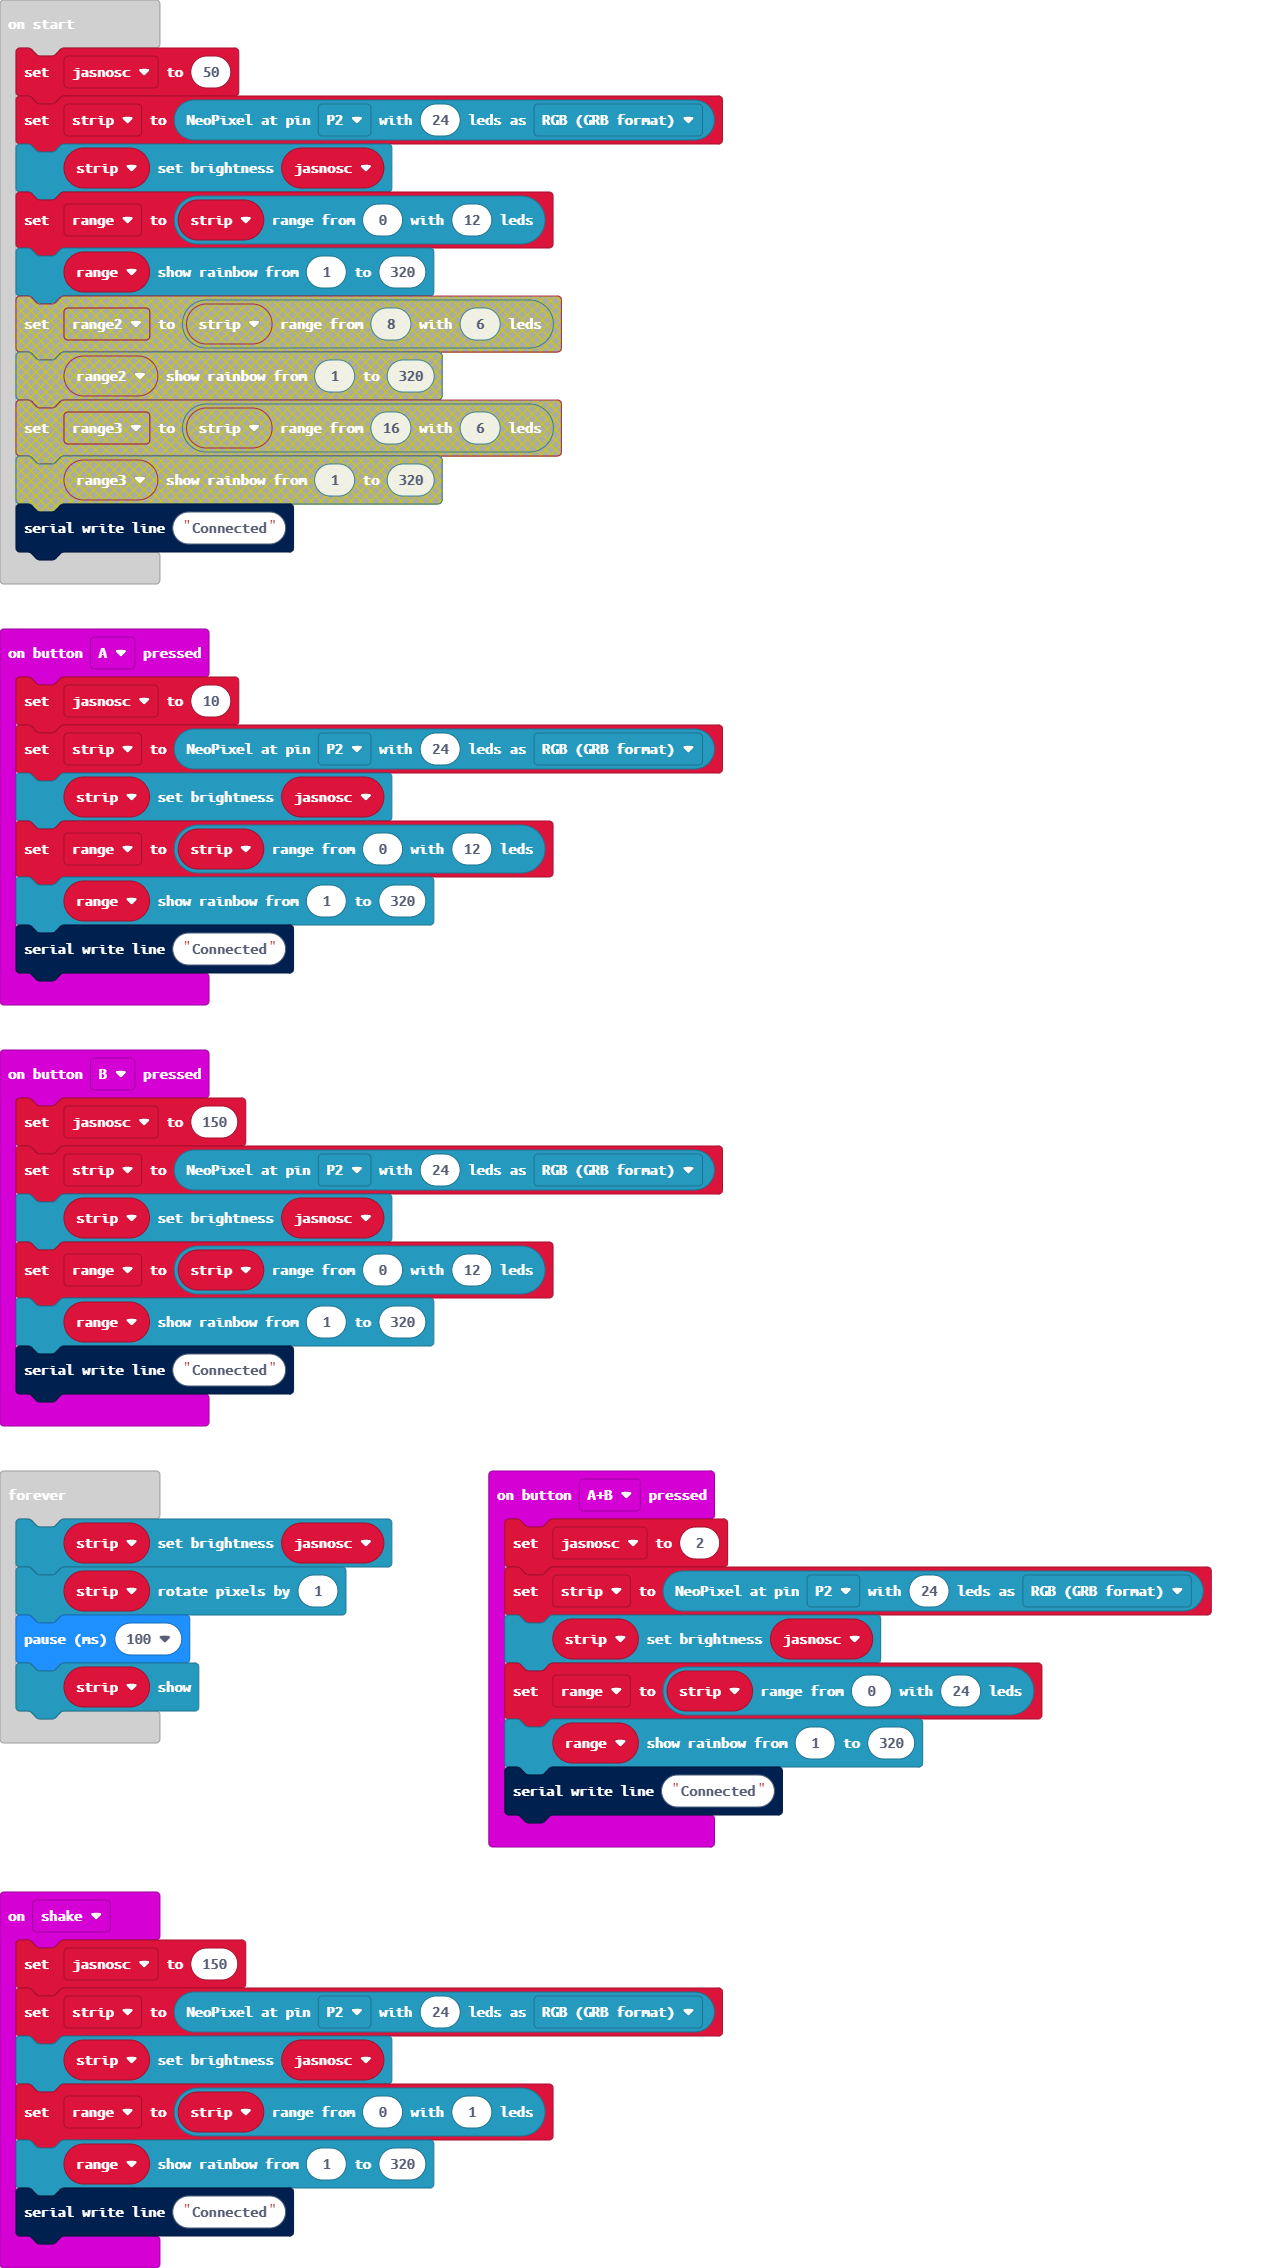 on start
set jasnosc to 50
set strip to NeoPixel at pin P2 with 24 leds as RGB (GRB format)
strip set brightness jasnosc
set range to strip range from 0 with 12 leds
range show rainbow from 1 to 320
set range2 to strip range from 8 with 6 leds
range2 show rainbow from 1 to 320
set range3 to strip range from 16 with 6 leds
range3 show rainbow from 1 to 320
serial write line "Connected"
on button A pressed
set jasnosc to 10
set strip to NeoPixel at pin P2 with 24 leds as RGB (GRB format)
strip set brightness jasnosc
set range to strip range from 0 with 12 leds
range show rainbow from 1 to 320
serial write line "Connected"
on button B pressed
set jasnosc to 150
set strip to NeoPixel at pin P2 with 24 leds as RGB (GRB format)
strip set brightness jasnosc
set range to strip range from 0 with 12 leds
range show rainbow from 1 to 320
serial write line "Connected"
forever
strip set brightness jasnosc
strip rotate pixels by 1
pause (ms) 100
strip show
on button A+B pressed
set jasnosc to 2
set strip to NeoPixel at pin P2 with 24 leds as RGB (GRB format)
strip set brightness jasnosc
set range to strip range from 0 with 24 leds
range show rainbow from 1 to 320
serial write line "Connected"
on shake
set jasnosc to 150
set strip to NeoPixel at pin P2 with 24 leds as RGB (GRB format)
strip set brightness jasnosc
set range to strip range from 0 with 1 leds
range show rainbow from 1 to 320
serial write line "Connected"